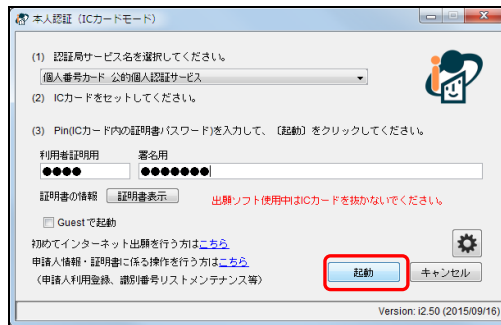 本人認証（ICカードモード）
(1) 認証局サービス名を選択してください。
個人番号カード 公的個人認証サービス
(2) ICカードをセットしてください。
(3) Pin(ICカード内の証明書パスワード)を入力して、〔起動〕をクリックしてください。
利用者証明用 署名用
●●●● ●●●●●●●
証明書の情報 証明書表示 出願ソフト使用中はICカードを抜かないでください。
Guestで起動
初めてインターネット出願を行う方はこちら
申請人情報・証明書に係る操作を行う方はこちら
（申請人利用登録、識別番号リストメンテナンス等）
起動 キャンセル
Version: i2.50 (2015/09/16)